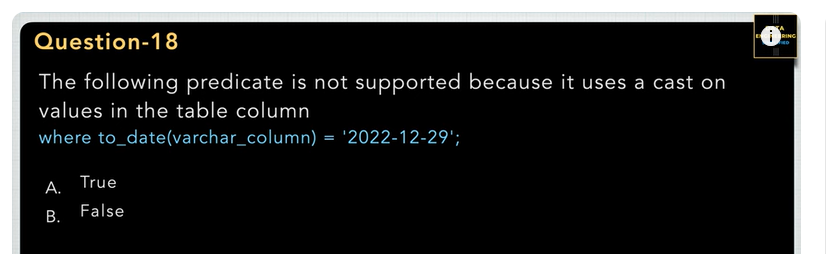 Question-18
The following predicate is not supported because it uses a cast on
values in the table column
where to_date(varchar_column) = '2022-12-29';
A. True
B. False